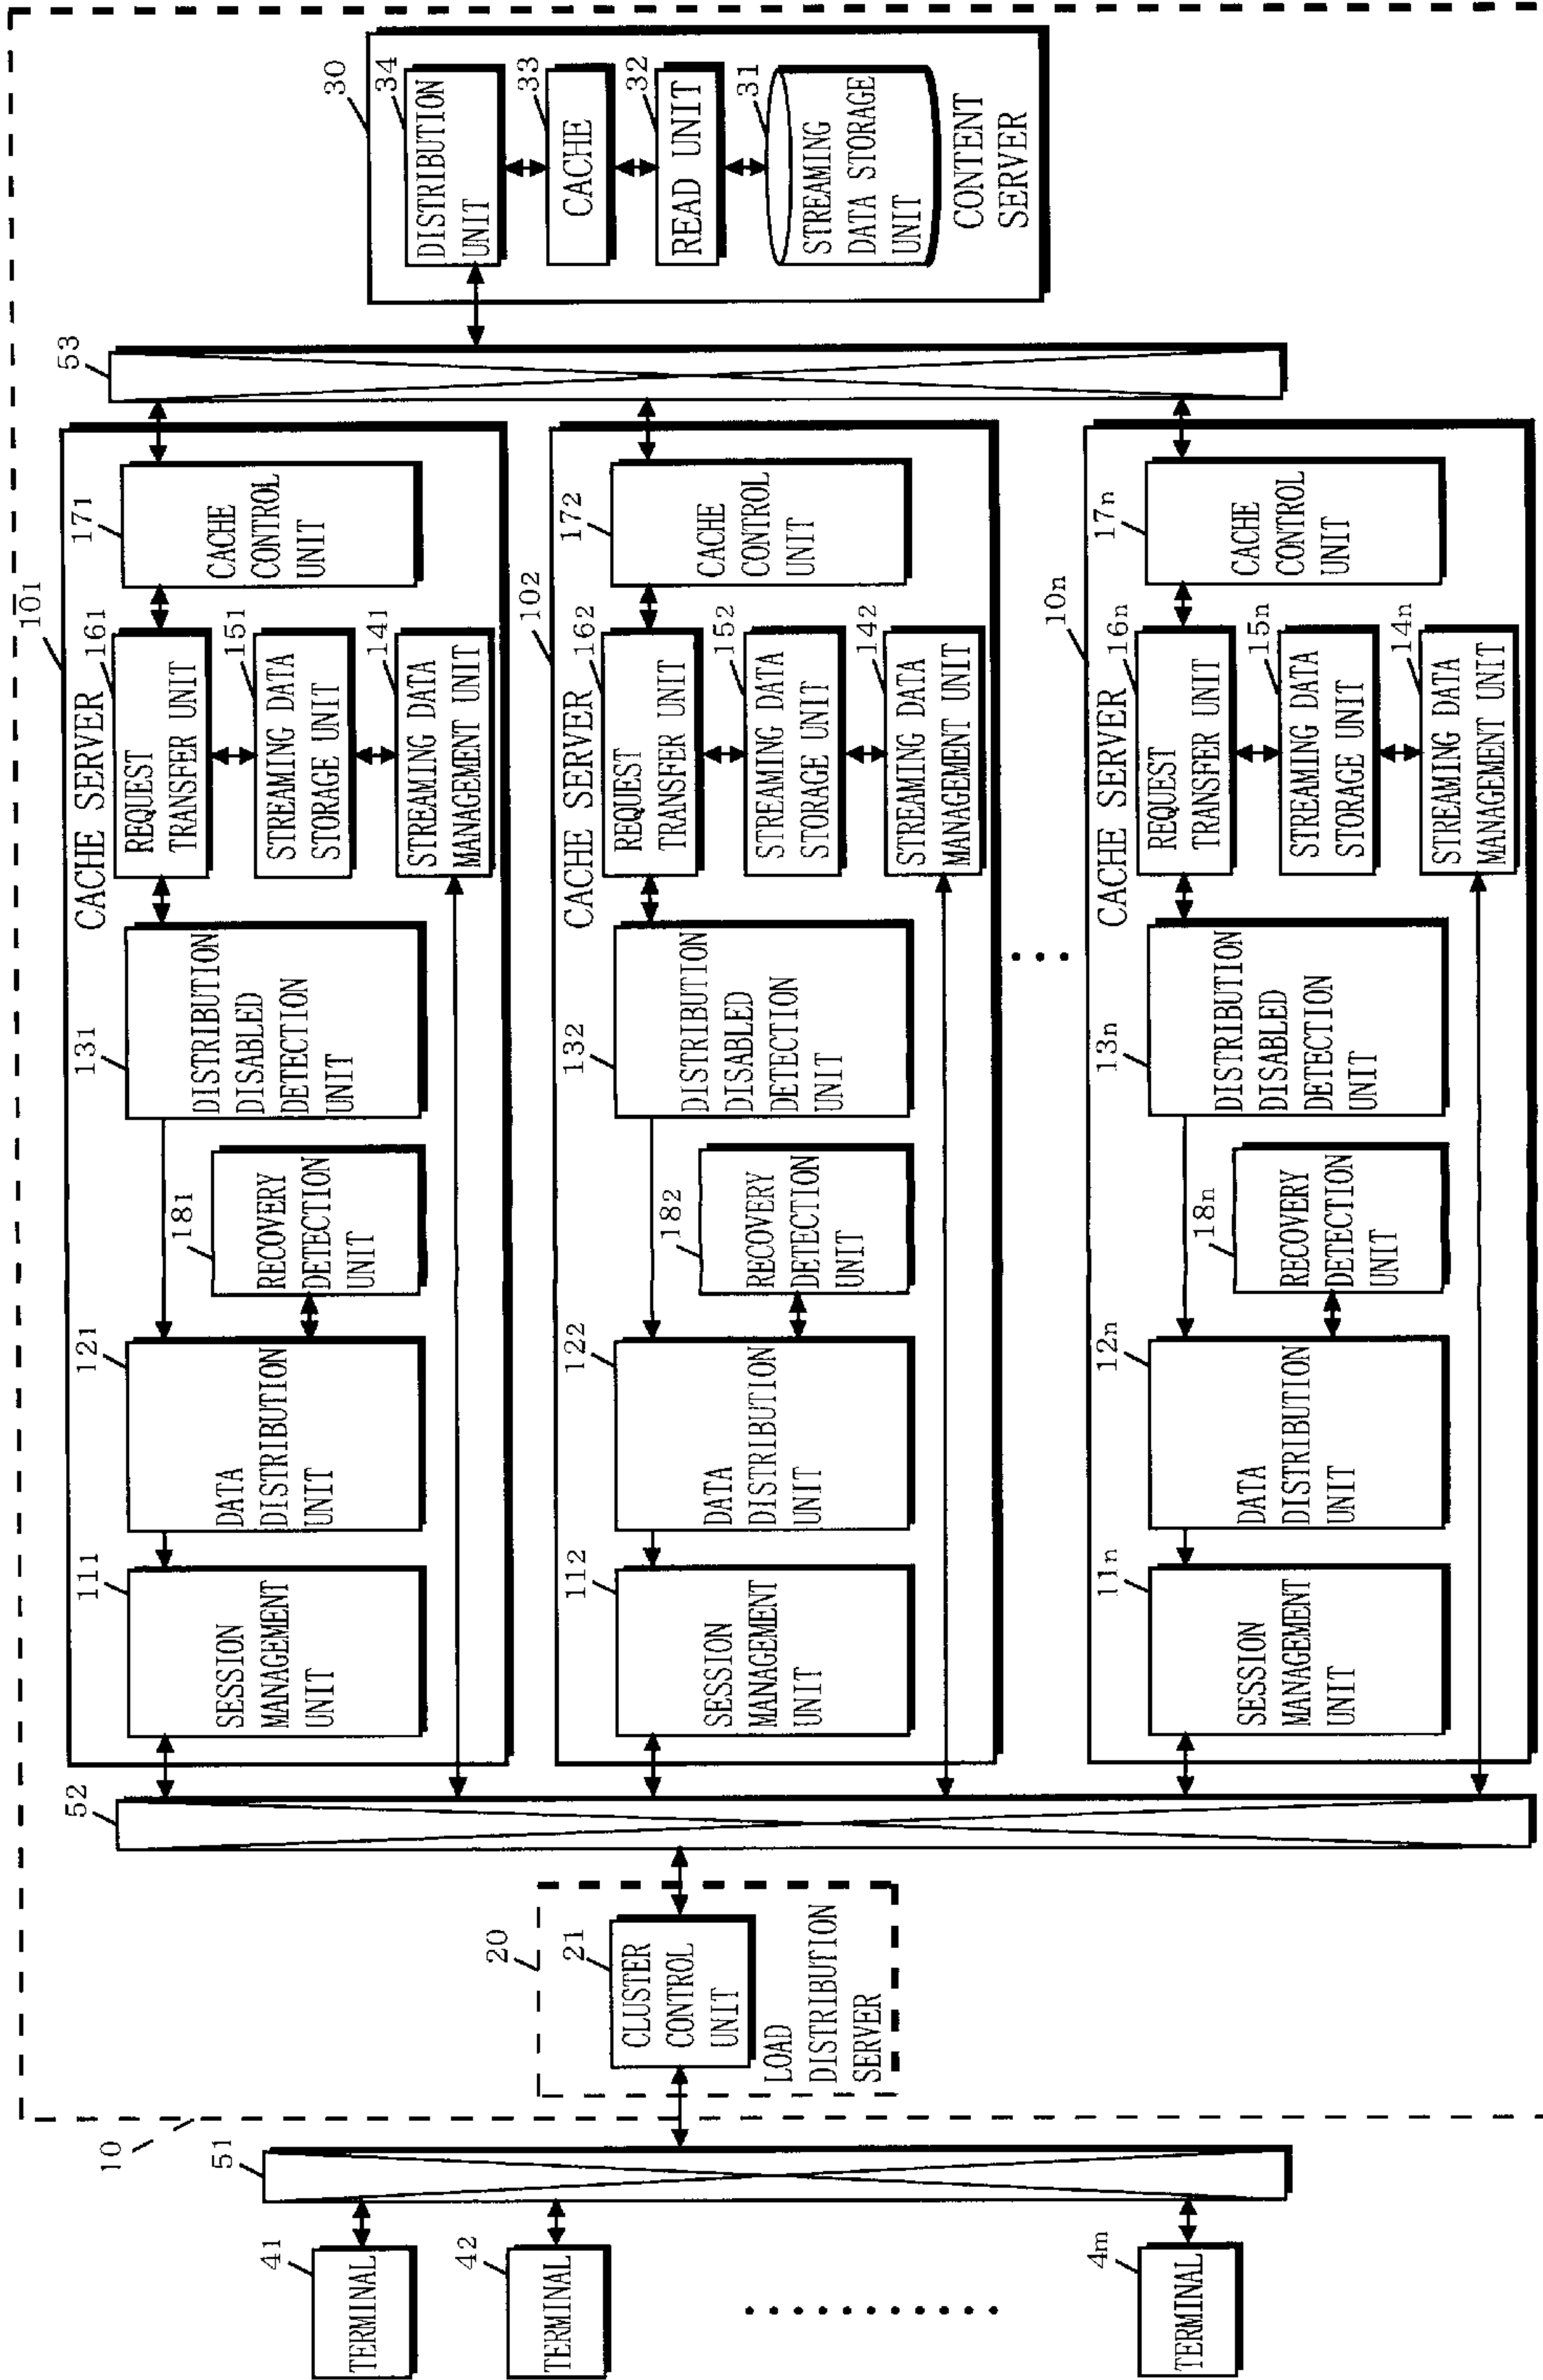 10
41
TERMINAL
42
TERMINAL
4m
TERMINAL
51
20
21
CLUSTER
CONTROL
UNIT
LOAD
DISTRIBUTION
SERVER
52
101
CACHE SERVER
111
SESSION
MANAGEMENT
UNIT
121
DATA
DISTRIBUTION
UNIT
181
RECOVERY
DETECTION
UNIT
131
DISTRIBUTION
DISABLED
DETECTION
UNIT
161
REQUEST
TRANSFER UNIT
151
STREAMING DATA
STORAGE UNIT
141
STREAMING DATA
MANAGEMENT UNIT
171
CACHE
CONTROL
UNIT
102
CACHE SERVER
112
SESSION
MANAGEMENT
UNIT
122
DATA
DISTRIBUTION
UNIT
182
RECOVERY
DETECTION
UNIT
132
DISTRIBUTION
DISABLED
DETECTION
UNIT
162
REQUEST
TRANSFER UNIT
152
STREAMING DATA
STORAGE UNIT
142
STREAMING DATA
MANAGEMENT UNIT
172
CACHE
CONTROL
UNIT
10n
CACHE SERVER
11n
SESSION
MANAGEMENT
UNIT
12n
DATA
DISTRIBUTION
UNIT
18n
RECOVERY
DETECTION
UNIT
13n
DISTRIBUTION
DISABLED
DETECTION
UNIT
16n
REQUEST
TRANSFER UNIT
15n
STREAMING DATA
STORAGE UNIT
14n
STREAMING DATA
MANAGEMENT UNIT
17n
CACHE
CONTROL
UNIT
53
30
34
DISTRIBUTION
UNIT
33
CACHE
32
READ UNIT
31
STREAMING
DATA STORAGE
UNIT
CONTENT
SERVER